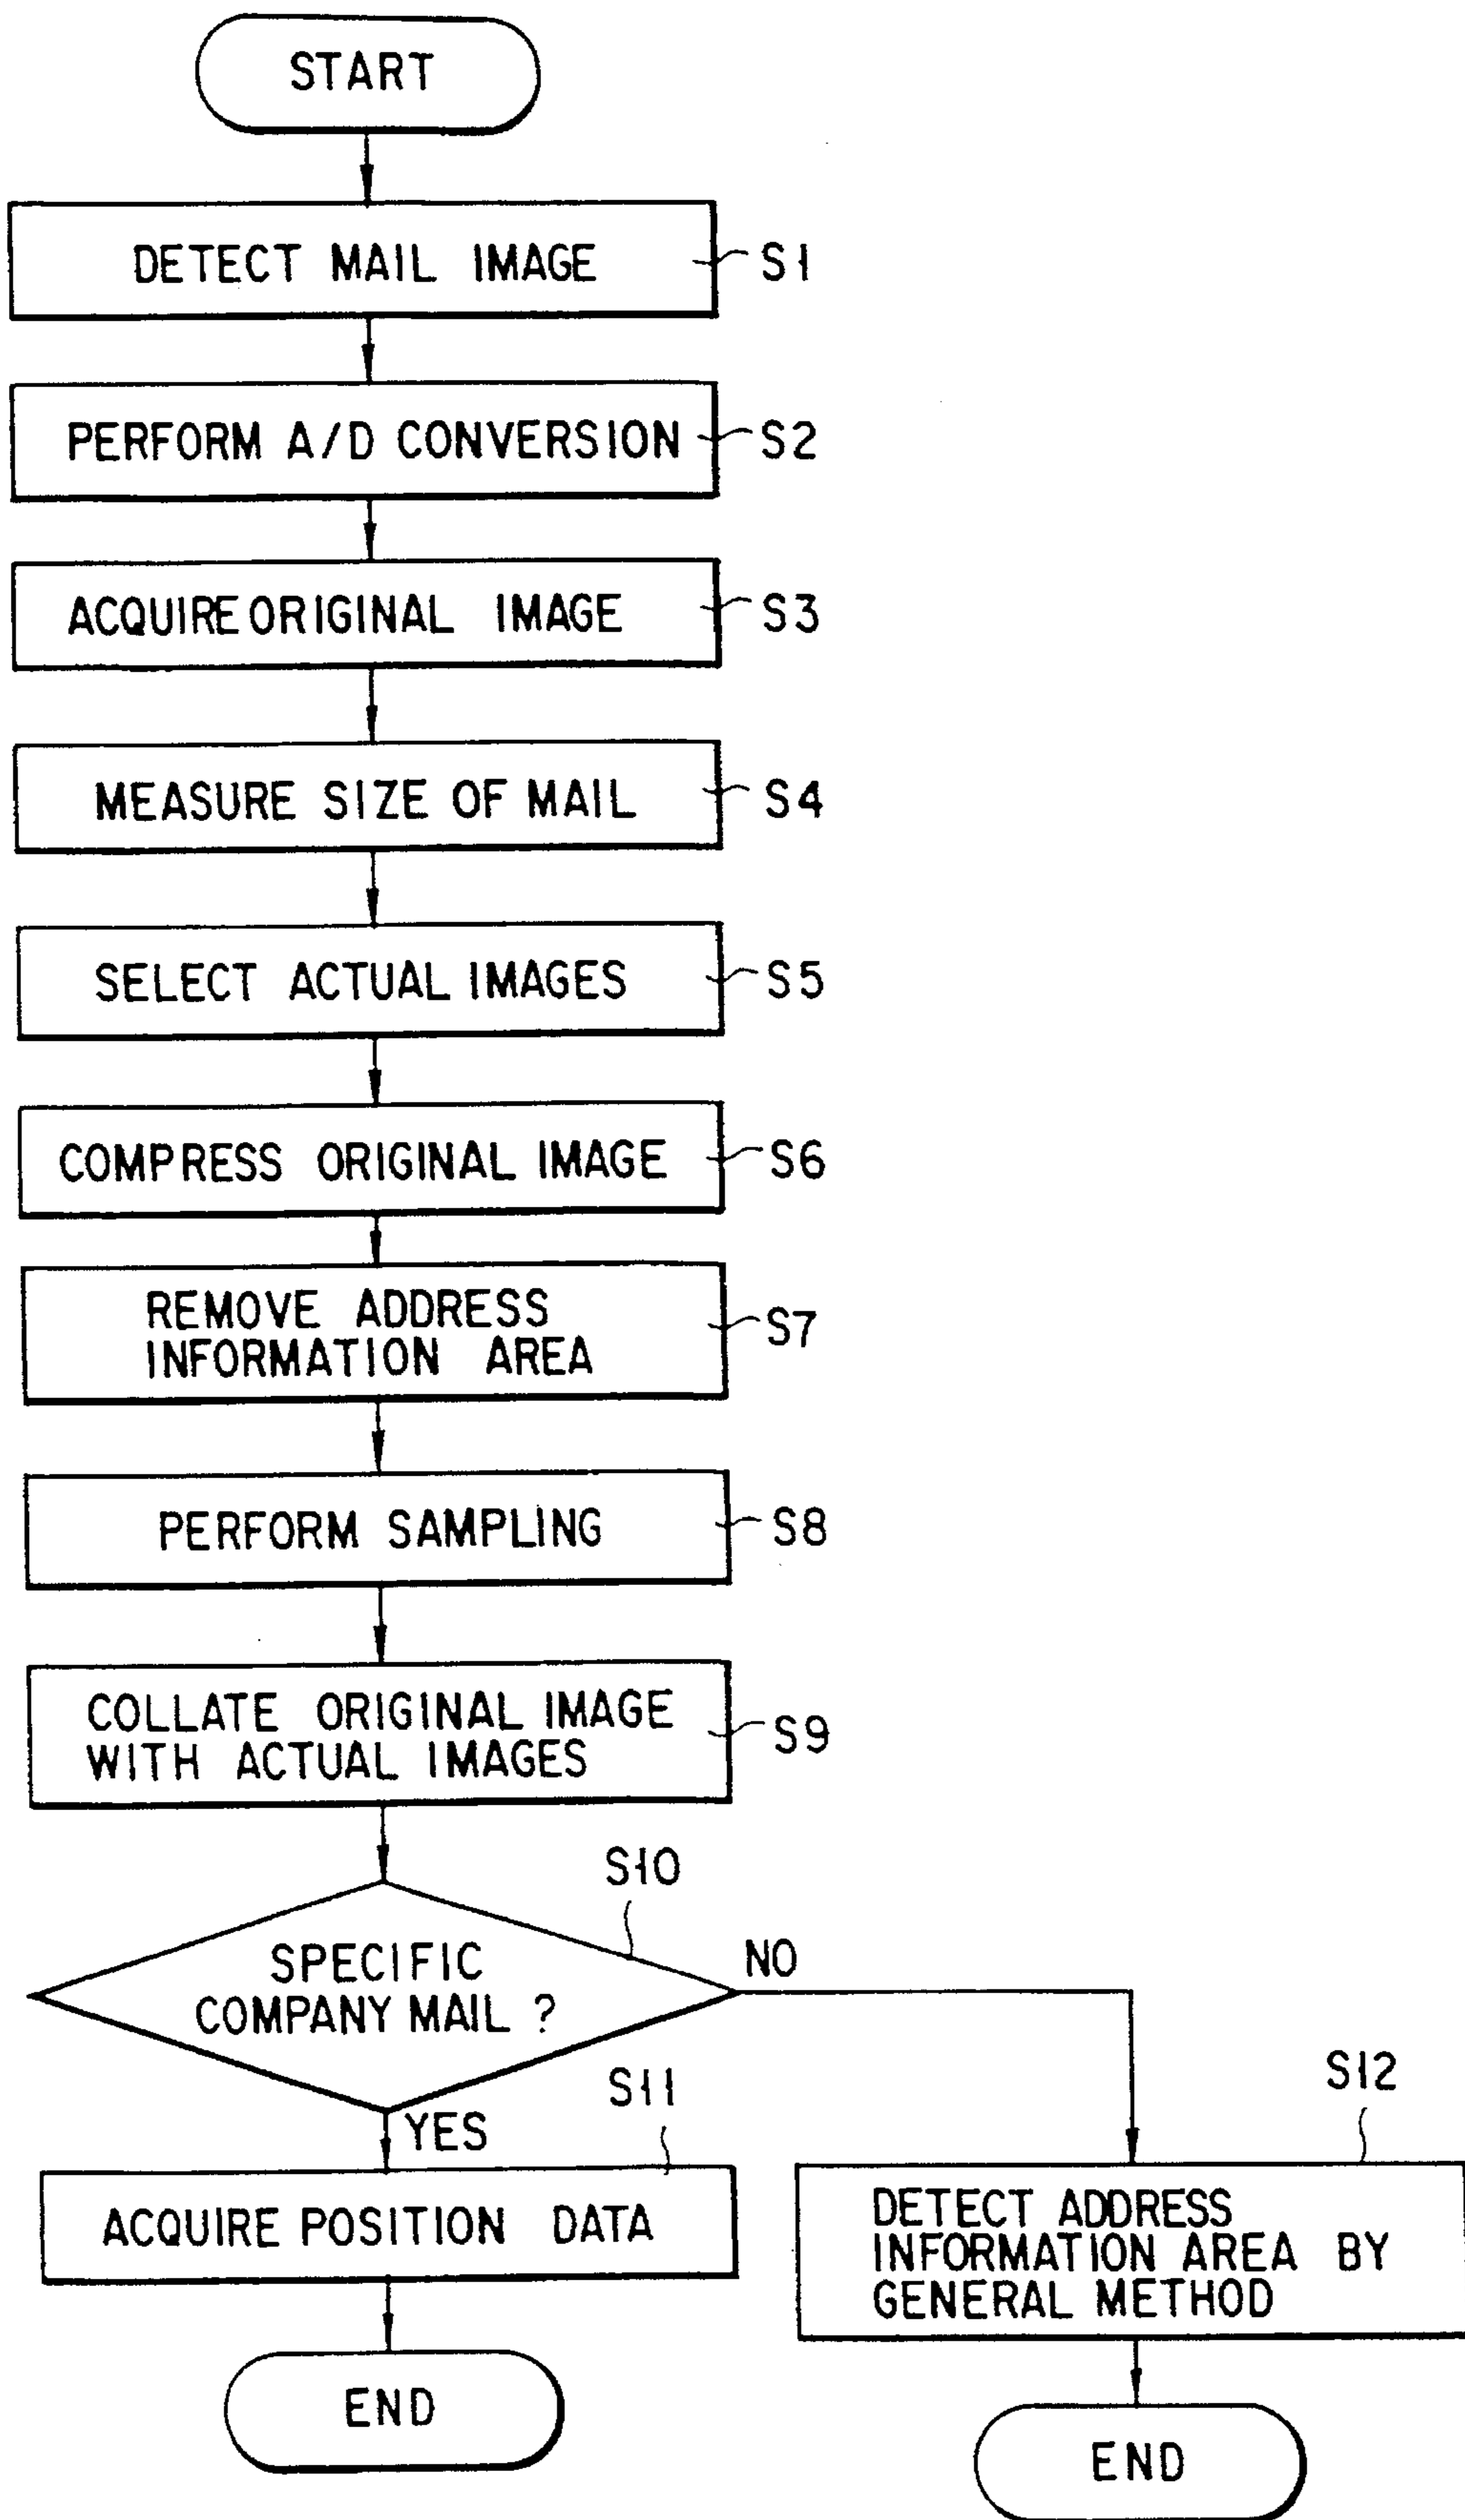 START
DETECT MAIL IMAGE
S1
PERFORM A/D CONVERSION
S2
ACQUIRE ORIGINAL IMAGE
S3
MEASURE SIZE OF MAIL
S4
SELECT ACTUAL IMAGES
S5
COMPRESS ORIGINAL IMAGE
S6
REMOVE ADDRESS
INFORMATION AREA
S7
PERFORM SAMPLING
S8
COLLATE ORIGINAL IMAGE
WITH ACTUAL IMAGES
S9
S10
SPECIFIC
COMPANY MAIL ?
NO
YES
S11
S12
ACQUIRE POSITION DATA
DETECT ADDRESS
INFORMATION AREA BY
GENERAL METHOD
END
END